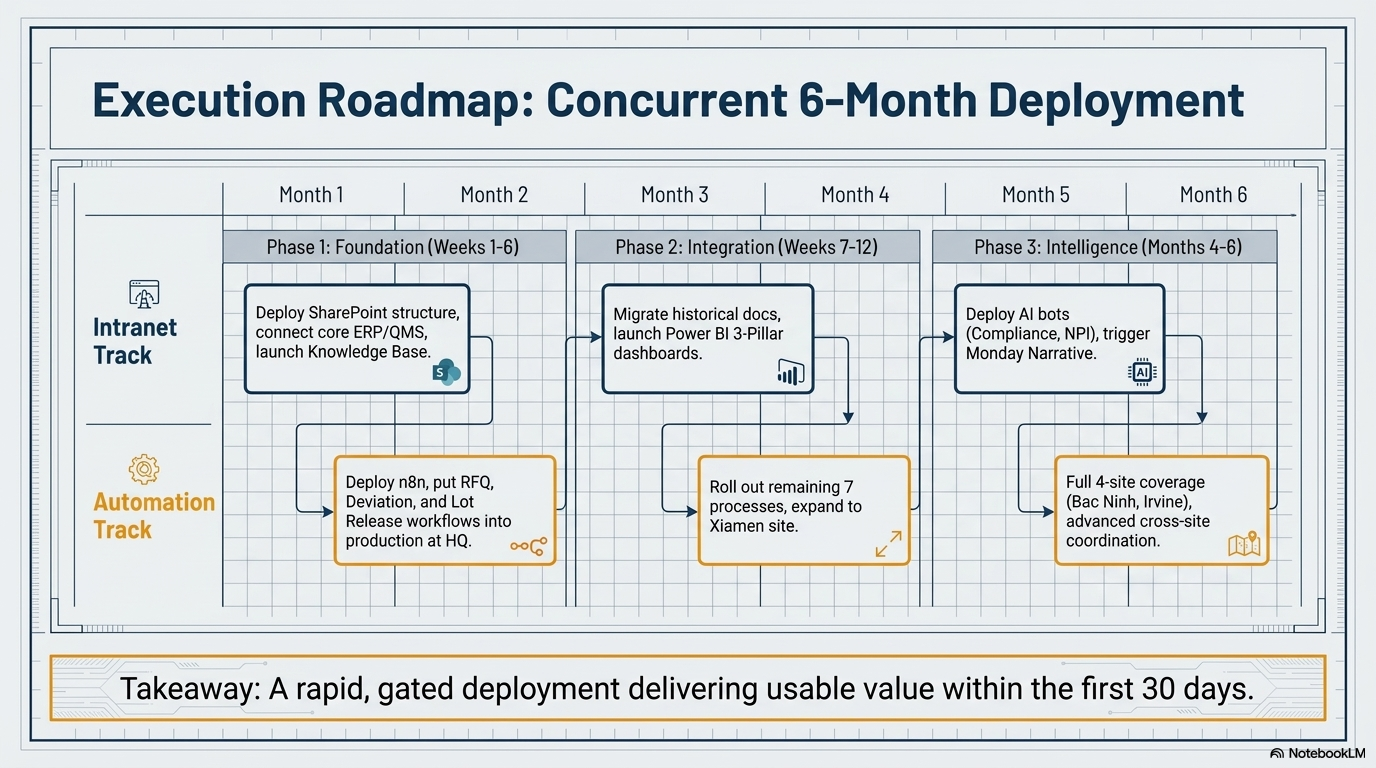 Execution Roadmap: Concurrent 6-Month Deployment
Month 1
Month 2
Month 3
Month 4
Month 5
Month 6
Phase 1: Foundation (Weeks 1-6)
Phase 2: Integration (Weeks 7-12)
Phase 3: Intelligence (Months 4-6)
Intranet
Track
Deploy SharePoint structure,
connect core ERP/QMS,
launch Knowledge Base.
S
Migrate historical docs,
launch Power BI 3-Pillar
dashboards.
Deploy AI bots
(Compliance, NPI), trigger
Monday Narrative.
AI
Automation
Track
Deploy n8n, put RFQ,
Deviation, and Lot
Release workflows into
production at HQ.
Roll out remaining 7
processes, expand to
Xiamen site.
Full 4-site coverage
(Bac Ninh, Irvine),
advanced cross-site
coordination.
Takeaway: A rapid, gated deployment delivering usable value within the first 30 days.
NotebookLM